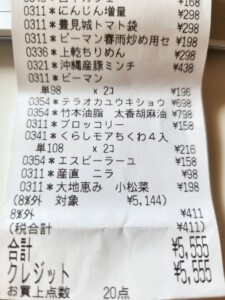 ¥168
0311*にんじん増量 ¥298
0311*豊見城トマト袋 ¥298
0311*ピーマン春雨炒め用セ ¥198
0336*上乾ちりめん ¥298
0321*沖縄産豚ミンチ ¥438
0311*ピーマン
単98 x 2コ ¥196
0354*テラオカユウキショウ ¥698
0354*竹本油脂 太香胡麻油 ¥798
0311*ブロッコリー ¥158
0341*くらしモアちくわ4入
単108 x 2コ ¥216
0354*エスビーラーユ ¥158
0311*産直 ニラ ¥98
0311*大地恵み 小松菜 ¥198
(8%外 対象 ¥5,144)
8%外 ¥411
(税合計 ¥411)
合計 ¥5,555
クレジット ¥5,555
お買上点数 20点